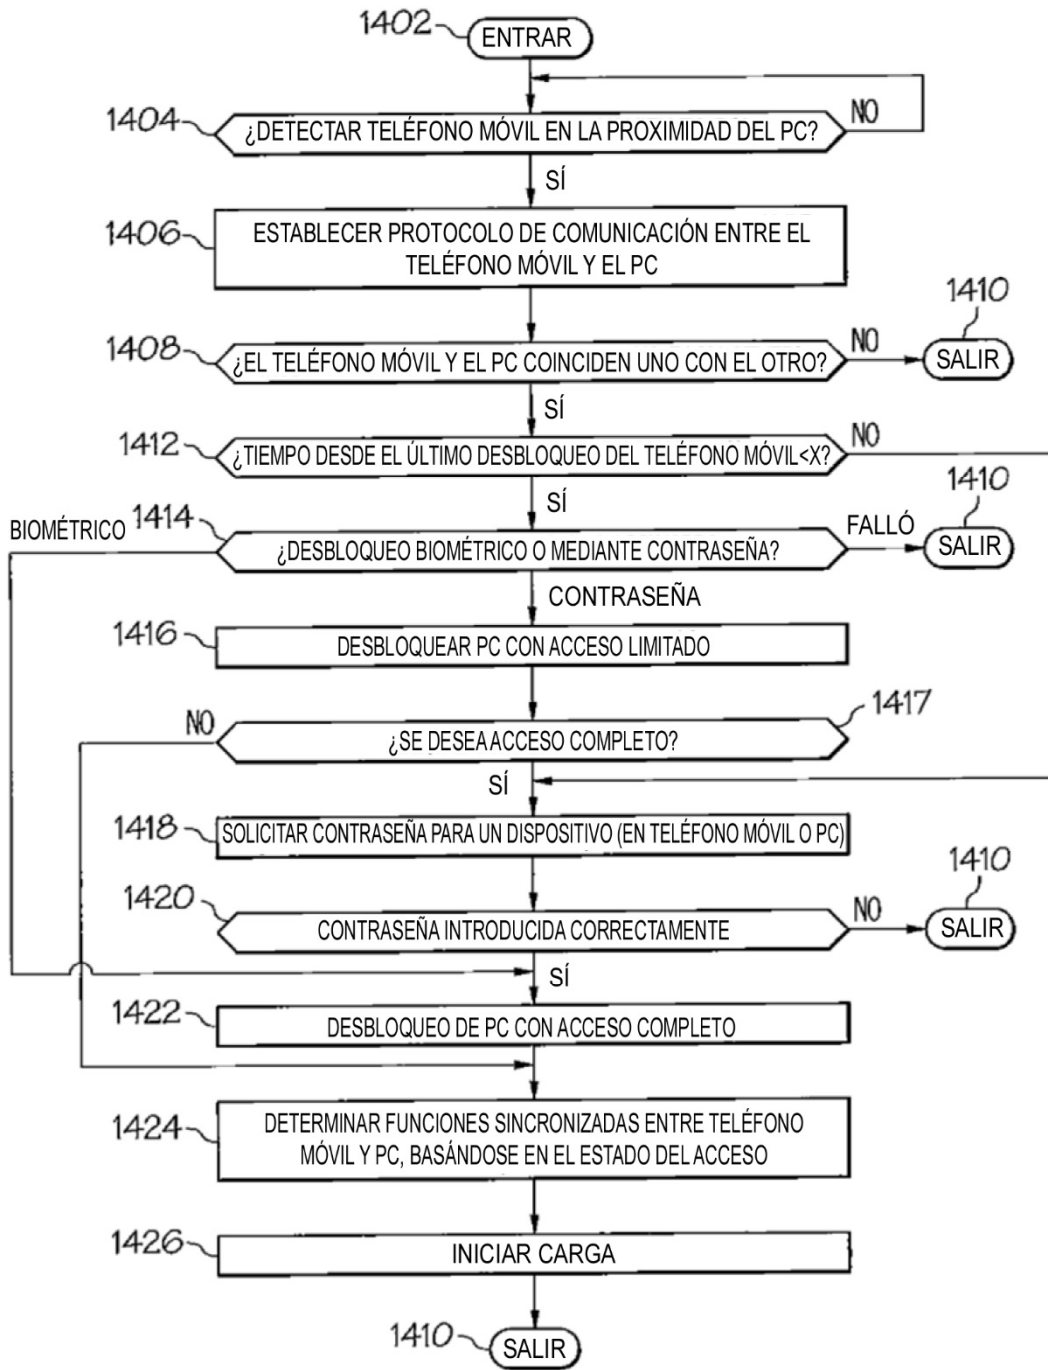 1402
ENTRAR
1404
¿DETECTAR TELÉFONO MÓVIL EN LA PROXIMIDAD DEL PC?
NO
SÍ
1406
ESTABLECER PROTOCOLO DE COMUNICACIÓN ENTRE EL
TELÉFONO MÓVIL Y EL PC
1408
¿EL TELÉFONO MÓVIL Y EL PC COINCIDEN UNO CON EL OTRO?
NO
1410
SALIR
SÍ
1412
¿TIEMPO DESDE EL ÚLTIMO DESBLOQUEO DEL TELÉFONO MÓVIL<X?
NO
SÍ
BIOMÉTRICO
1414
¿DESBLOQUEO BIOMÉTRICO O MEDIANTE CONTRASEÑA?
FALLÓ
1410
SALIR
CONTRASEÑA
1416
DESBLOQUEAR PC CON ACCESO LIMITADO
NO
¿SE DESEA ACCESO COMPLETO?
1417
SÍ
1418
SOLICITAR CONTRASEÑA PARA UN DISPOSITIVO (EN TELÉFONO MÓVIL O PC)
1420
CONTRASEÑA INTRODUCIDA CORRECTAMENTE
NO
1410
SALIR
SÍ
1422
DESBLOQUEO DE PC CON ACCESO COMPLETO
1424
DETERMINAR FUNCIONES SINCRONIZADAS ENTRE TELÉFONO
MÓVIL Y PC, BASÁNDOSE EN EL ESTADO DEL ACCESO
1426
INICIAR CARGA
1410
SALIR